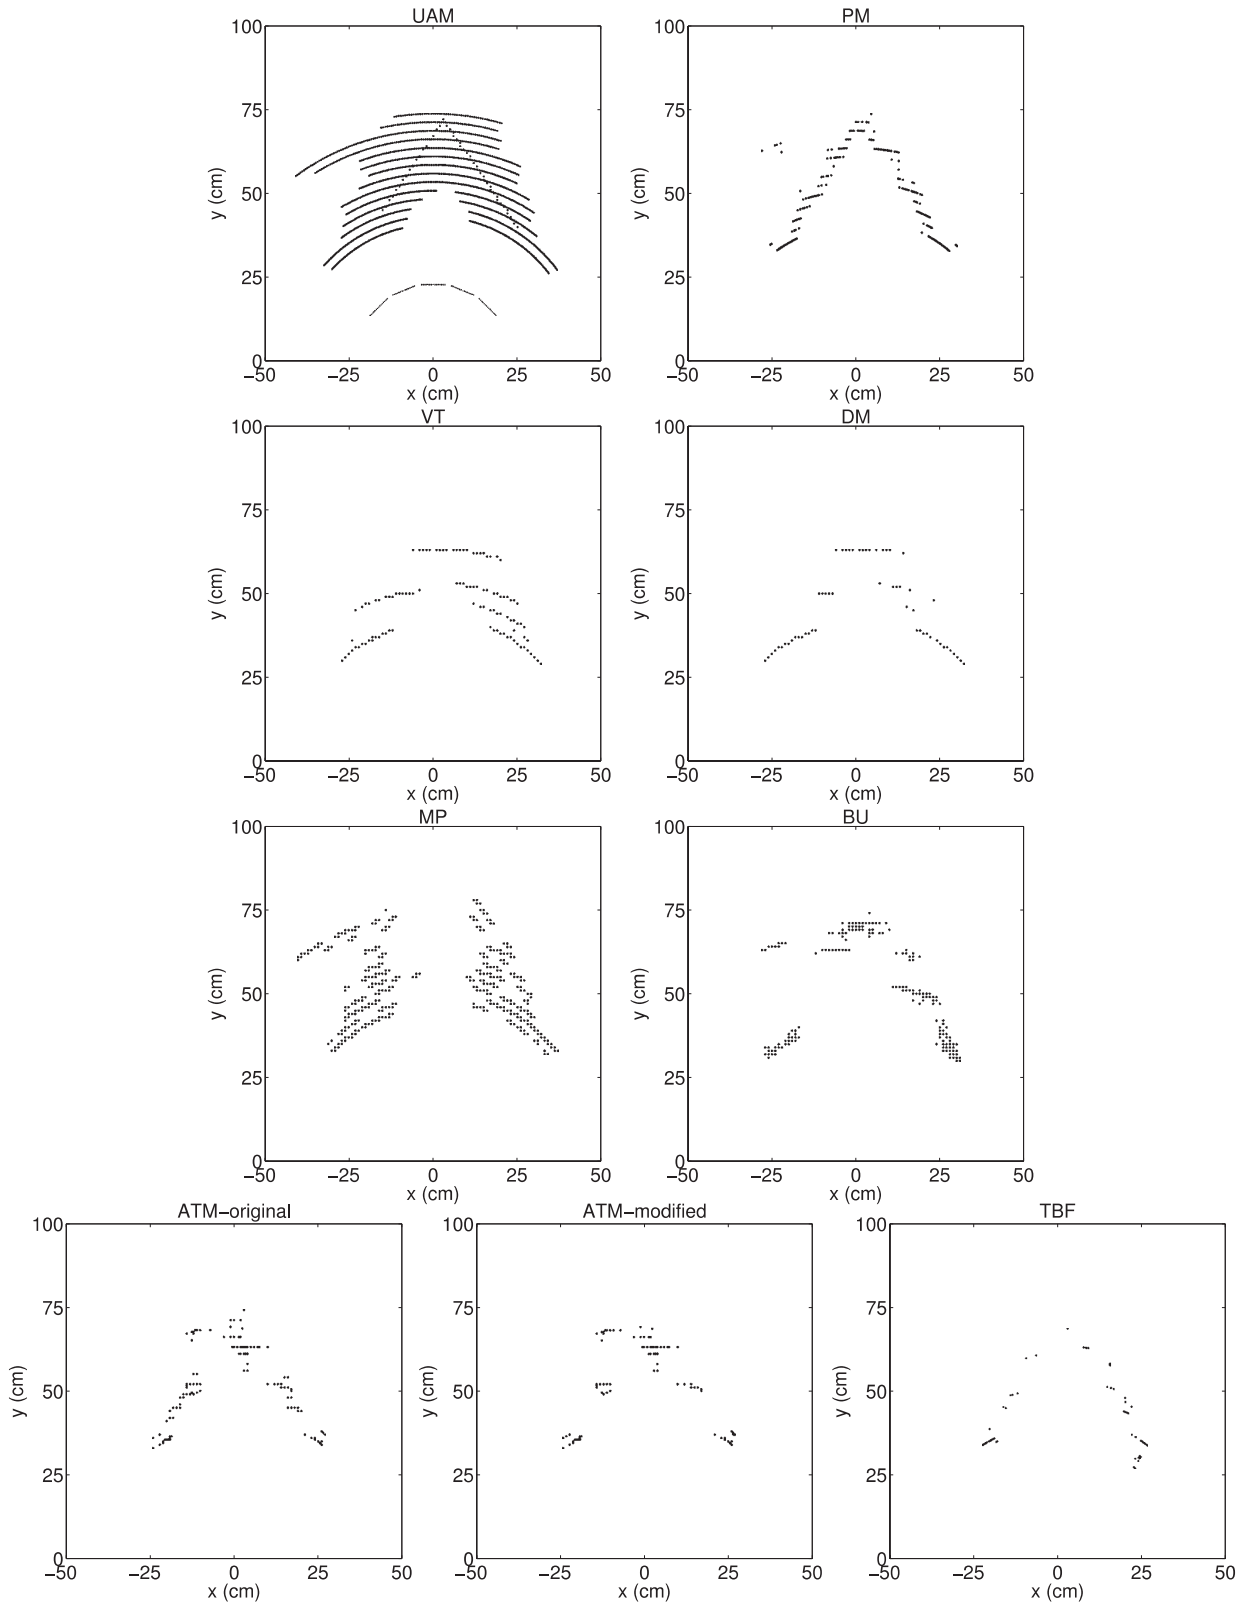 UAM PM
100 100
75 75
50 50
25 25
0 0
−50 −25 0 25 50 −50 −25 0 25 50
x (cm) x (cm)
y (cm) y (cm)
VT DM
100 100
75 75
50 50
25 25
0 0
−50 −25 0 25 50 −50 −25 0 25 50
x (cm) x (cm)
y (cm) y (cm)
MP BU
100 100
75 75
50 50
25 25
0 0
−50 −25 0 25 50 −50 −25 0 25 50
x (cm) x (cm)
y (cm) y (cm)
ATM−original ATM−modified TBF
100 100 100
75 75 75
50 50 50
25 25 25
0 0 0
−50 −25 0 25 50 −50 −25 0 25 50 −50 −25 0 25 50
x (cm) x (cm) x (cm)
y (cm) y (cm) y (cm)